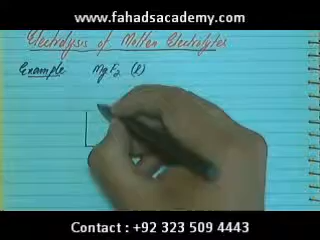 www.fahadsacademy.com
Electrolysis of Molten Electrolytes
Example MgF2 (l)
Contact : +92 323 509 4443